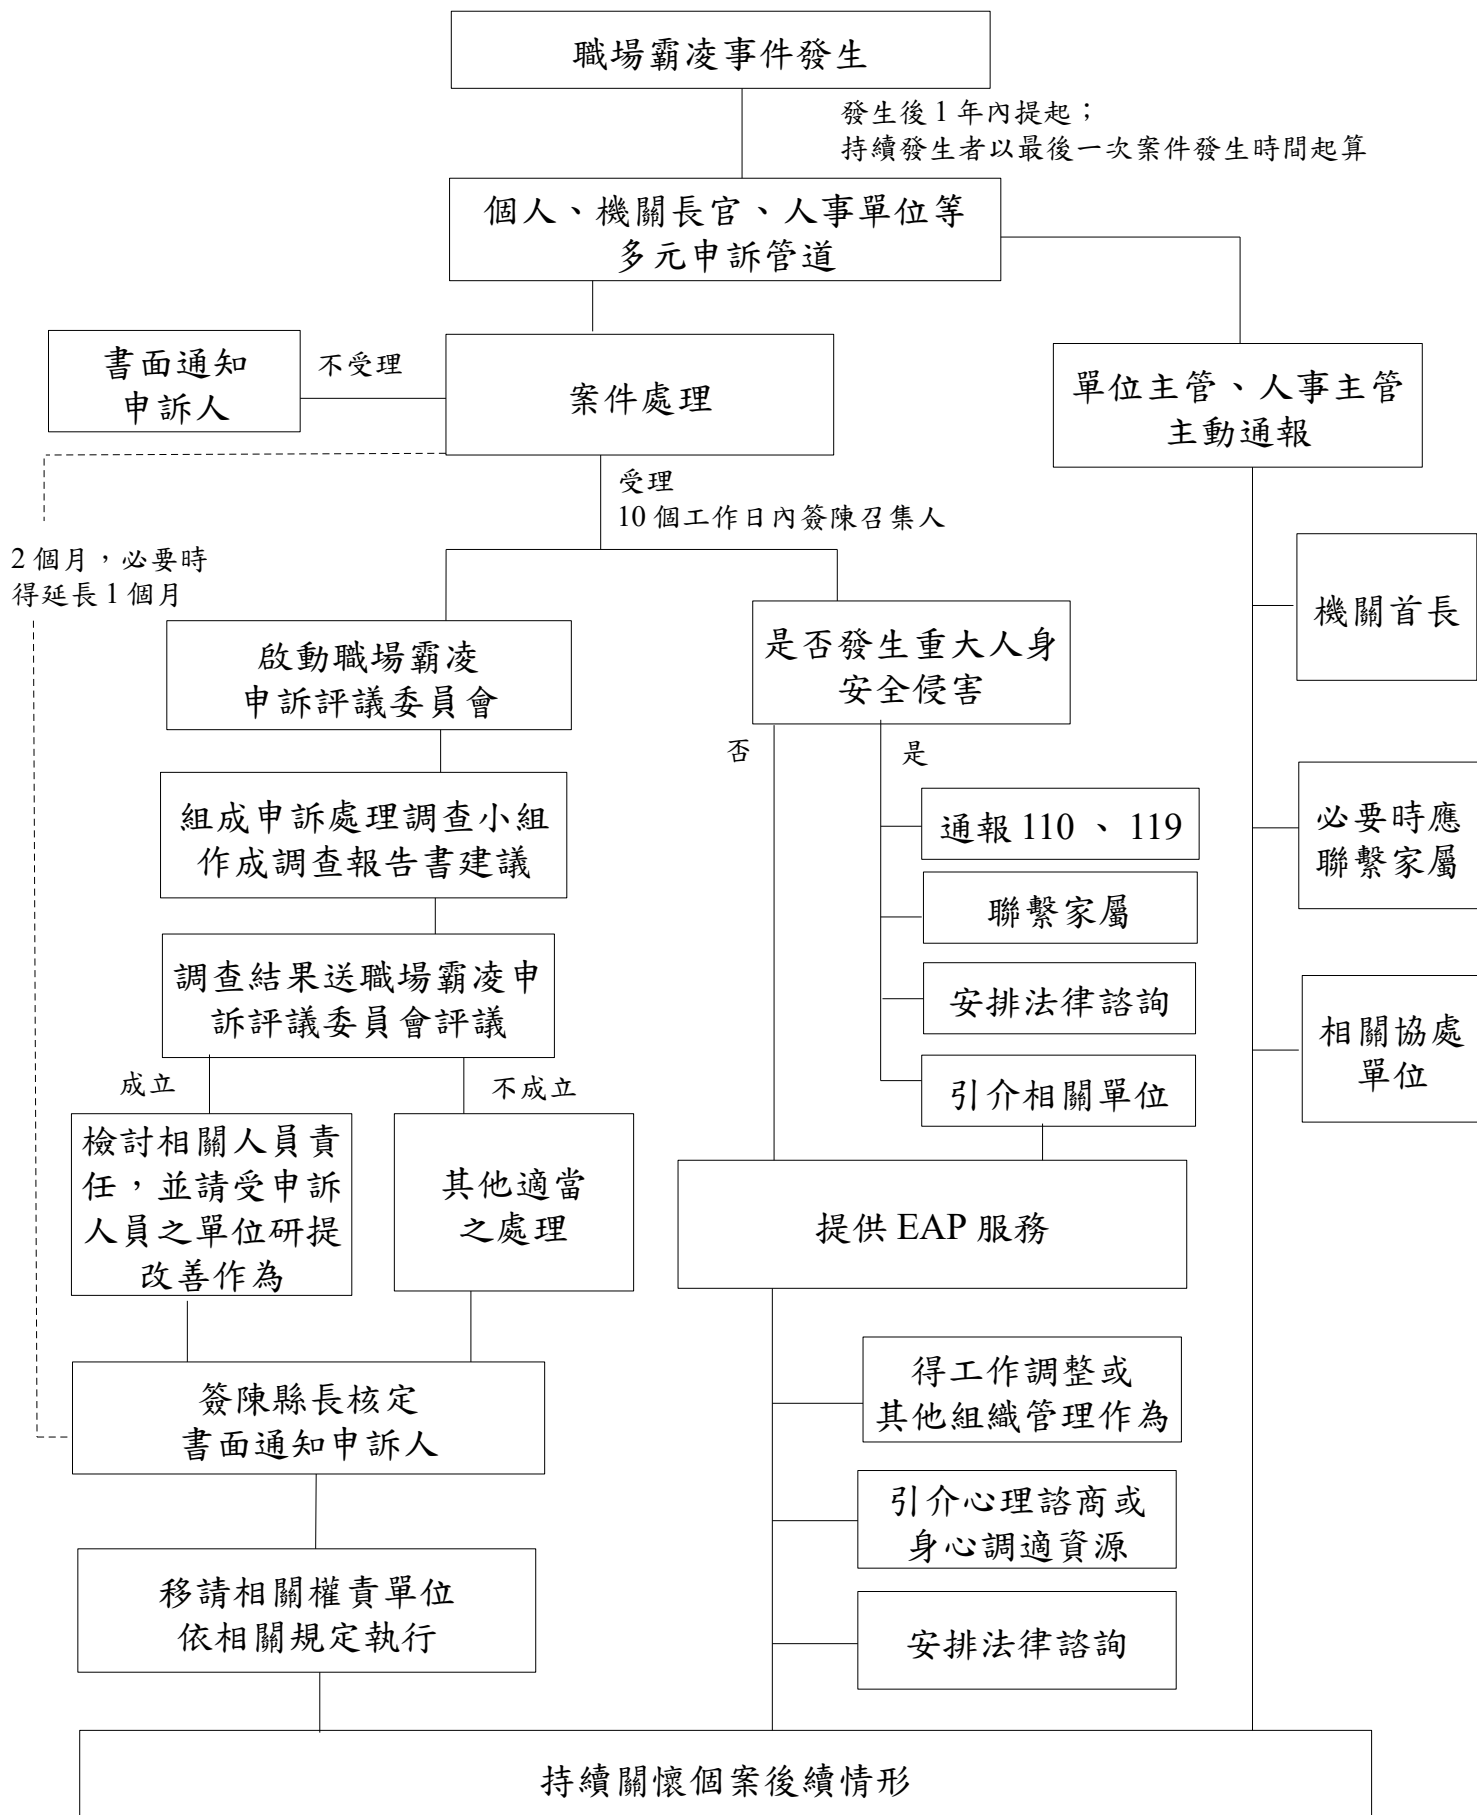 職場霸凌事件發生
發生後 1 年內提起；
持續發生者以最後一次案件發生時間起算
個人、機關長官、人事單位等
多元申訴管道
書面通知
申訴人
不受理
案件處理
單位主管、人事主管
主動通報
受理
10 個工作日內簽陳召集人
2 個月，必要時
得延長 1 個月
機關首長
必要時應
聯繫家屬
相關協處
單位
啟動職場霸凌
申訴評議委員會
是否發生重大人身
安全侵害
否
是
組成申訴處理調查小組
作成調查報告書建議
通報 110 、 119
聯繫家屬
安排法律諮詢
引介相關單位
調查結果送職場霸凌申
訴評議委員會評議
成立
不成立
檢討相關人員責
任，並請受申訴
人員之單位研提
改善作為
其他適當
之處理
提供 EAP 服務
得工作調整或
其他組織管理作為
引介心理諮商或
身心調適資源
安排法律諮詢
簽陳縣長核定
書面通知申訴人
移請相關權責單位
依相關規定執行
持續關懷個案後續情形